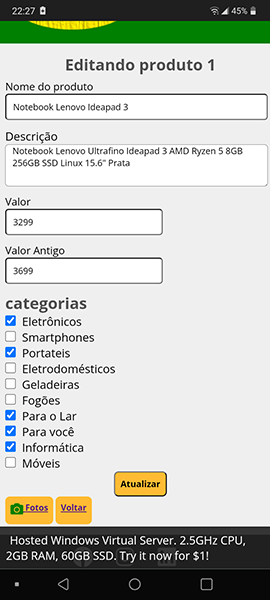 22:27
45%
Editando produto 1
Nome do produto
Notebook Lenovo Ideapad 3
Descrição
Notebook Lenovo Ultrafino Ideapad 3 AMD Ryzen 5 8GB
256GB SSD Linux 15.6" Prata
Valor
3299
Valor Antigo
3699
categorias
Eletrônicos
Smartphones
Portateis
Eletrodomésticos
Geladeiras
Fogões
Para o Lar
Para você
Informática
Móveis
Atualizar
Fotos Voltar
Hosted Windows Virtual Server. 2.5GHz CPU,
2GB RAM, 60GB SSD. Try it now for $1!